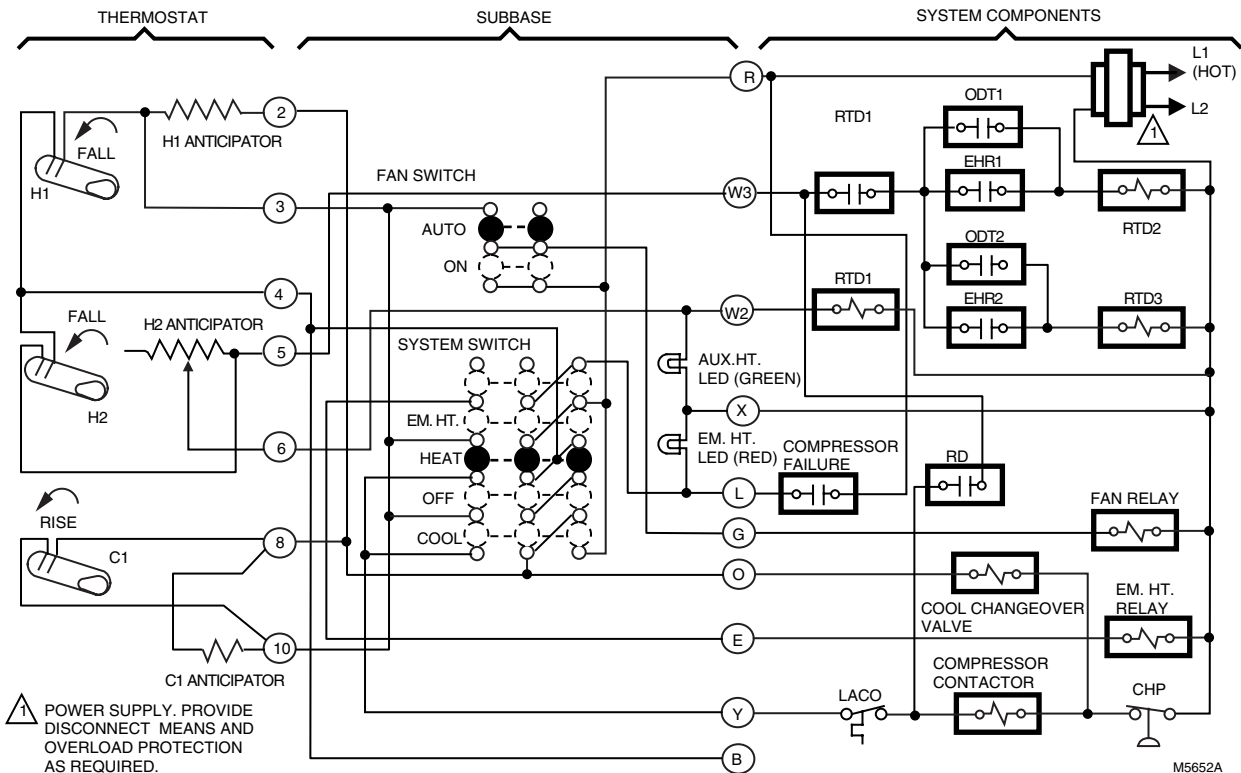 THERMOSTAT
SUBBASE
SYSTEM COMPONENTS
R
L1
(HOT)
L2
1
2
H1 ANTICIPATOR
FALL
H1
RTD1
ODT1
EHR1
RTD2
3
FAN SWITCH
W3
AUTO
ON
ODT2
EHR2
RTD3
4
FALL
H2 ANTICIPATOR
5
H2
6
RTD1
W2
SYSTEM SWITCH
AUX.HT.
LED (GREEN)
X
EM. HT.
HEAT
OFF
COOL
EM. HT.
LED (RED)
COMPRESSOR
FAILURE
L
RD
RISE
C1
8
G
FAN RELAY
O
COOL CHANGEOVER
VALVE
EM. HT.
RELAY
10
C1 ANTICIPATOR
E
COMPRESSOR
CONTACTOR
LACO
CHP
Y
B
1
POWER SUPPLY. PROVIDE
DISCONNECT MEANS AND
OVERLOAD PROTECTION
AS REQUIRED.
M5652A